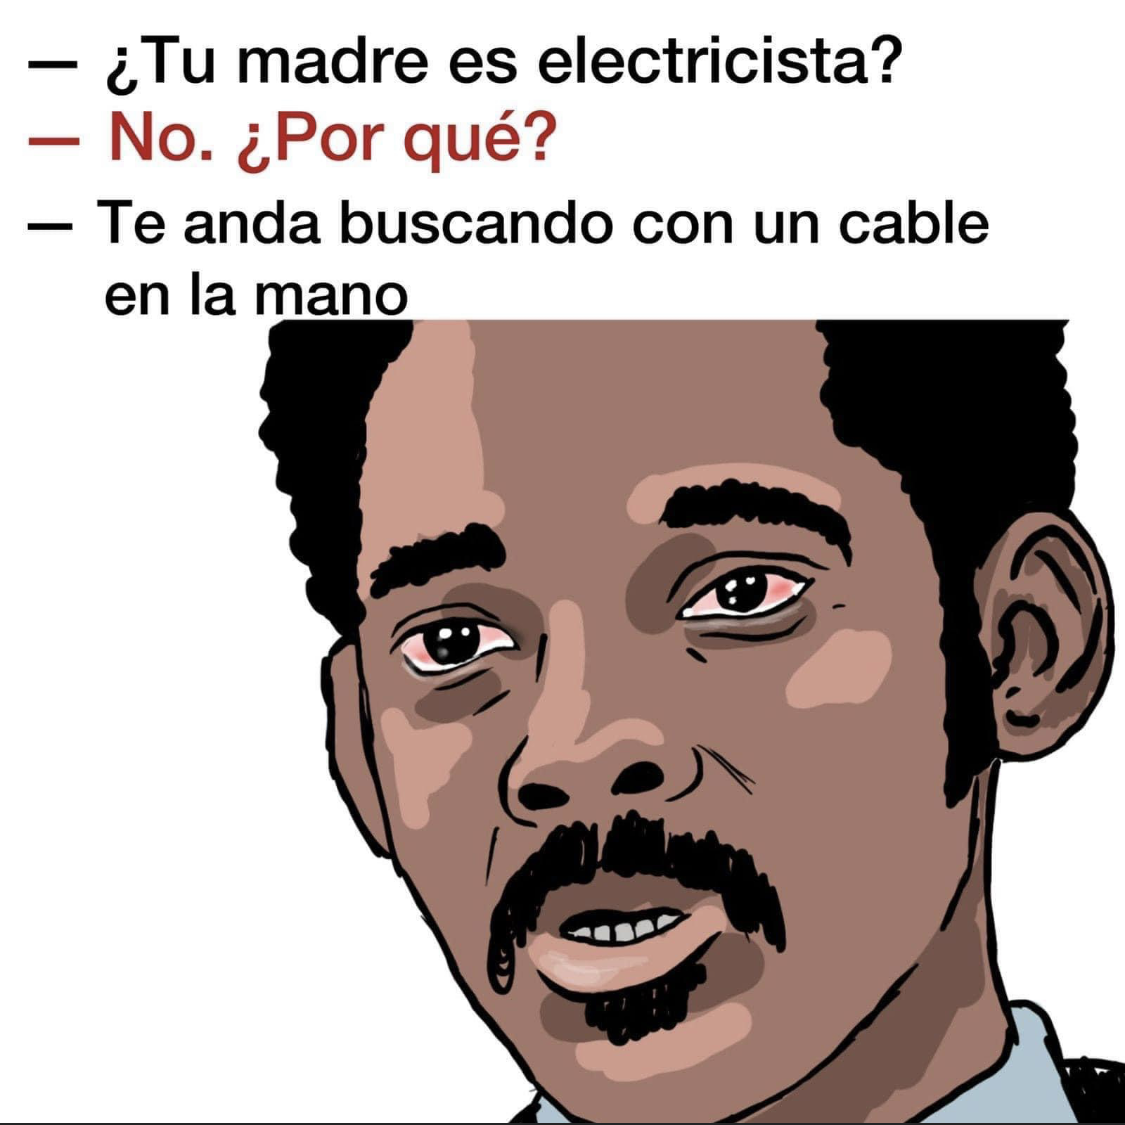 — ¿Tu madre es electricista?
— No. ¿Por qué?
— Te anda buscando con un cable
en la mano